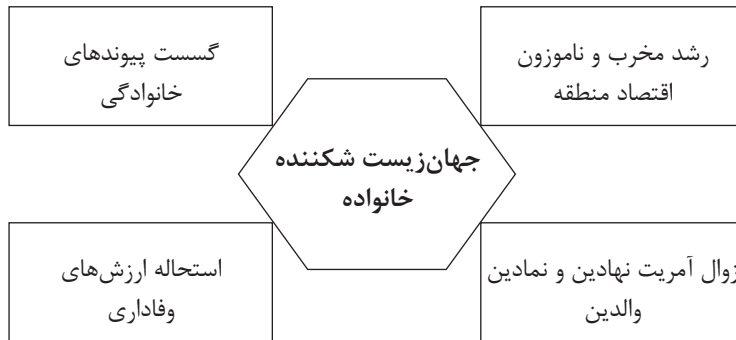 رشد مخرب و ناموزون
اقتصاد منطقه
گسست پیوندهای
خانوادگی
جهان‌زیست شکننده
خانواده
زوال آمریت نهادین و نمادین
والدین
استحاله ارزش‌های
وفاداری